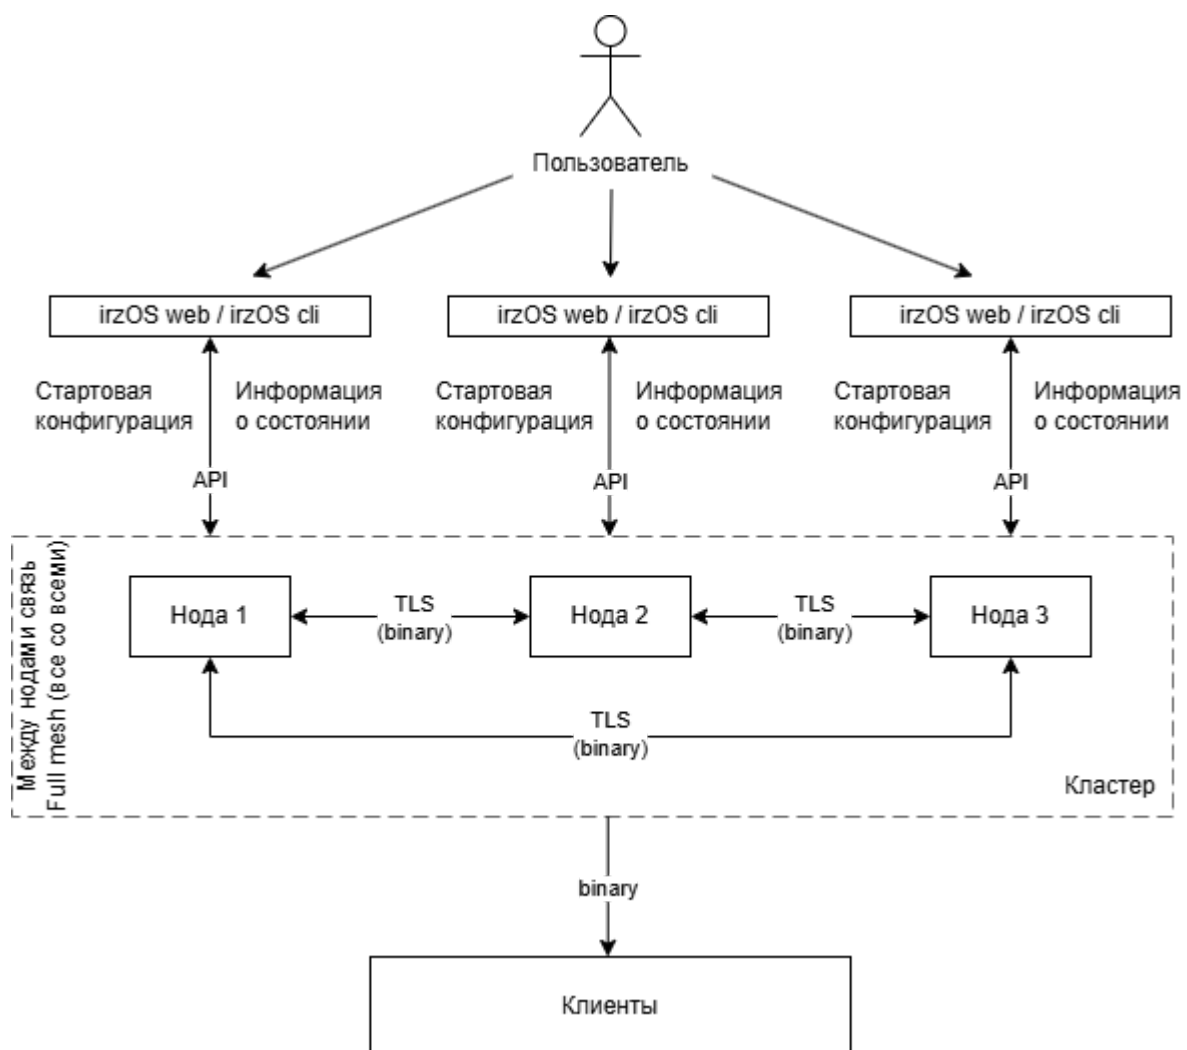 Пользователь
irzOS web / irzOS cli
irzOS web / irzOS cli
irzOS web / irzOS cli
Стартовая
конфигурация
Информация
о состоянии
Стартовая
конфигурация
Информация
о состоянии
Стартовая
конфигурация
Информация
о состоянии
API
API
API
Между нодами связь
Full mesh (все со всеми)
Нода 1
TLS
(binary)
Нода 2
TLS
(binary)
Нода 3
TLS
(binary)
Кластер
binary
Клиенты